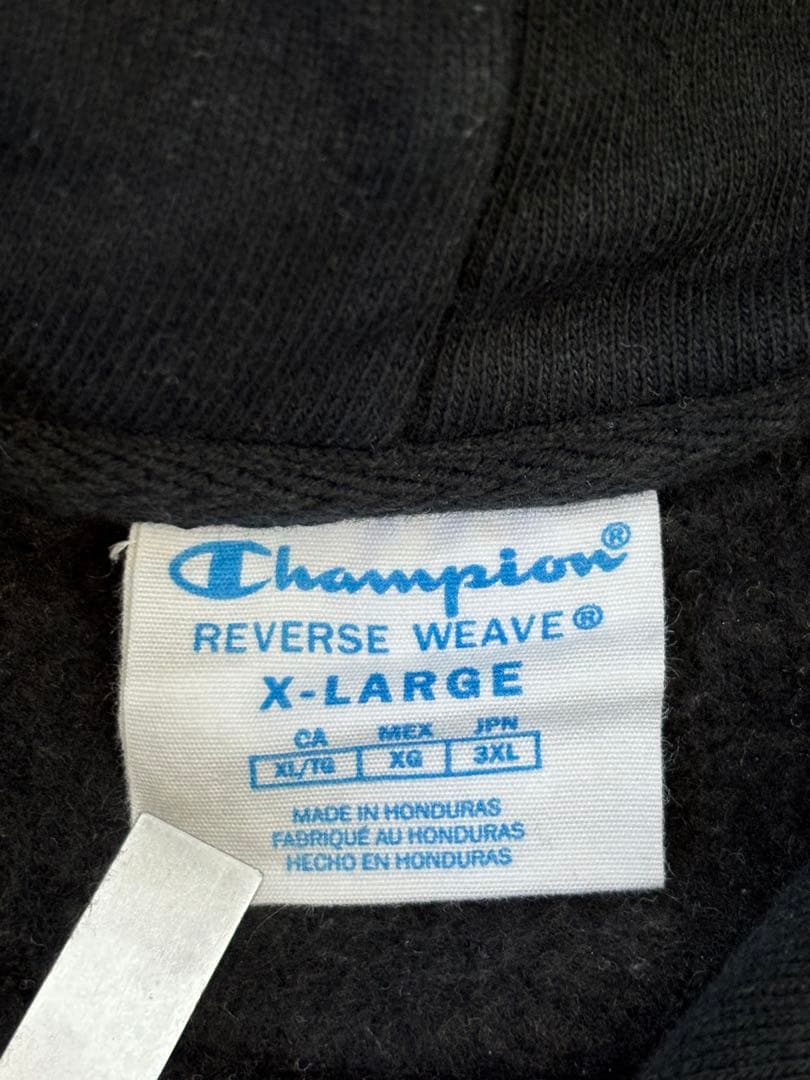 Champion®
REVERSE WEAVE®
X-LARGE
CA MEX JPN
XL/TG XG 3XL
MADE IN HONDURAS
FABRIQUÉ AU HONDURAS
HECHO EN HONDURAS